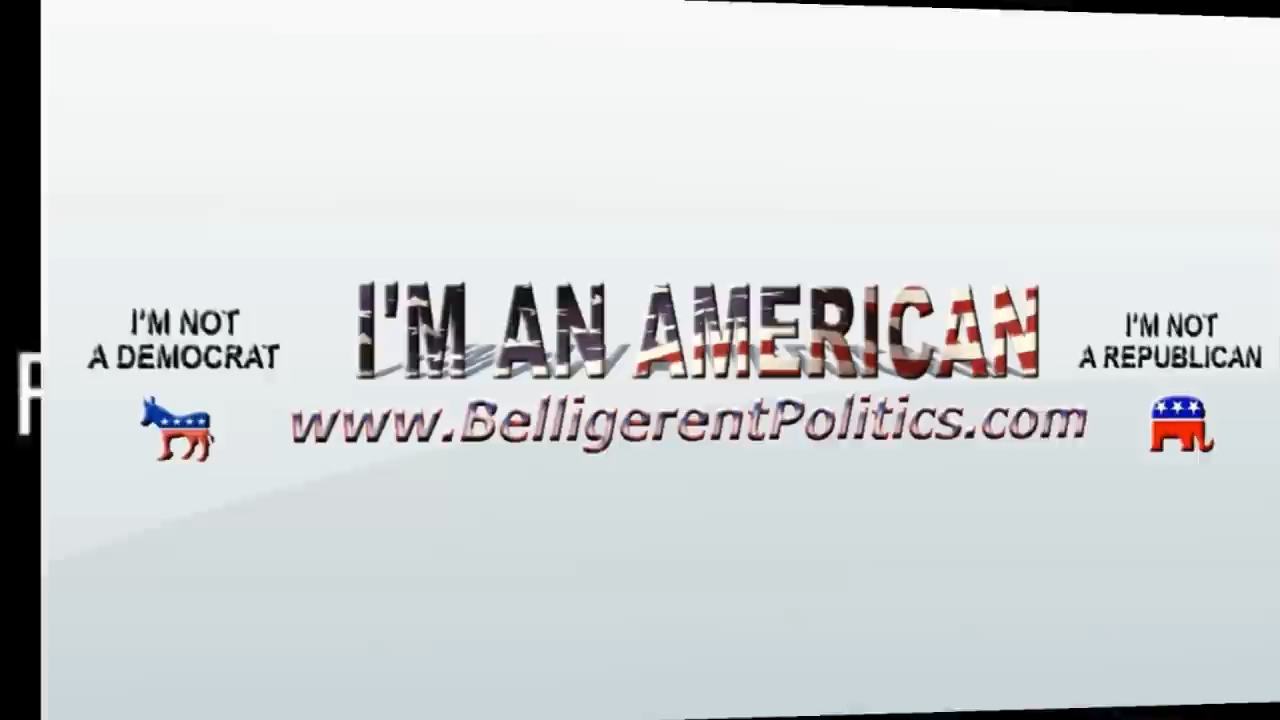 I'M NOT
A DEMOCRAT
I'M AN AMERICAN
www.BelligerentPolitics.com
I'M NOT
A REPUBLICAN